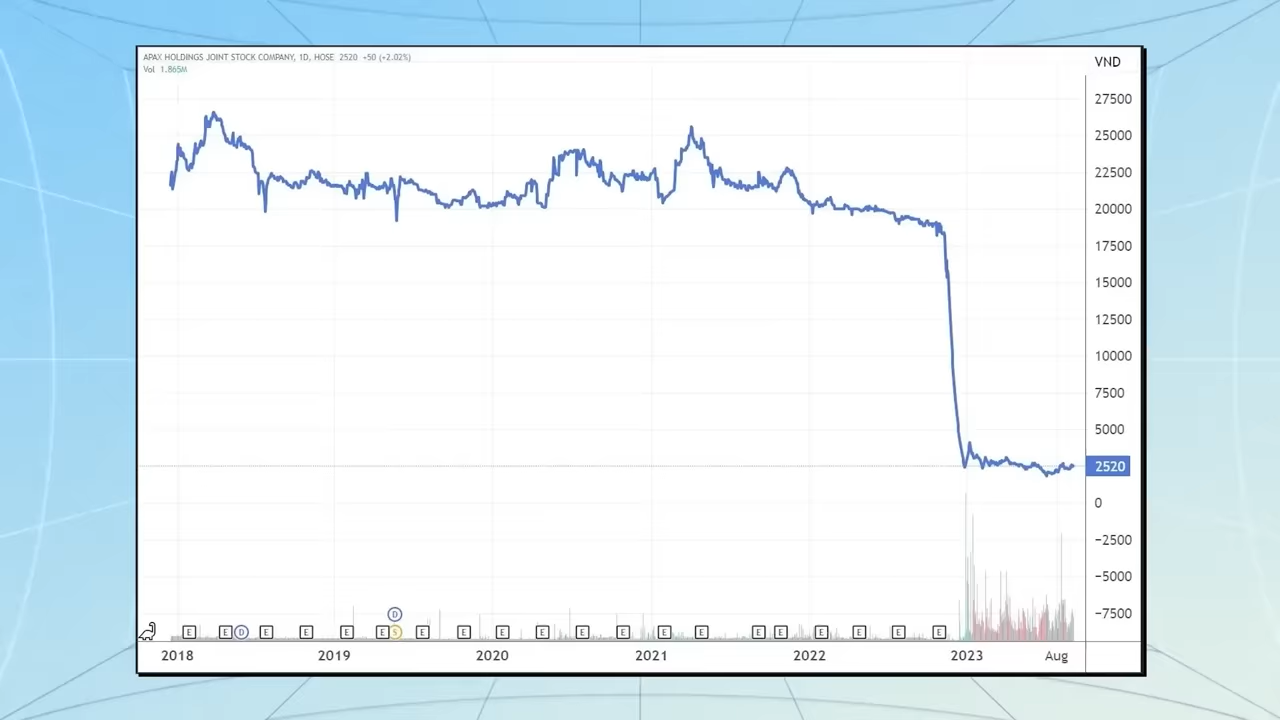 APAX HOLDINGS JOINT STOCK COMPANY, 1D, HOSE 2520 +50 (+2.02%)
Vol 1.865M
VND
27500
25000
22500
20000
17500
15000
12500
10000
7500
5000
2520
0
−2500
−5000
−7500
D
E E D E E E E S E E E E E E E E E E E E E E
2018 2019 2020 2021 2022 2023 Aug